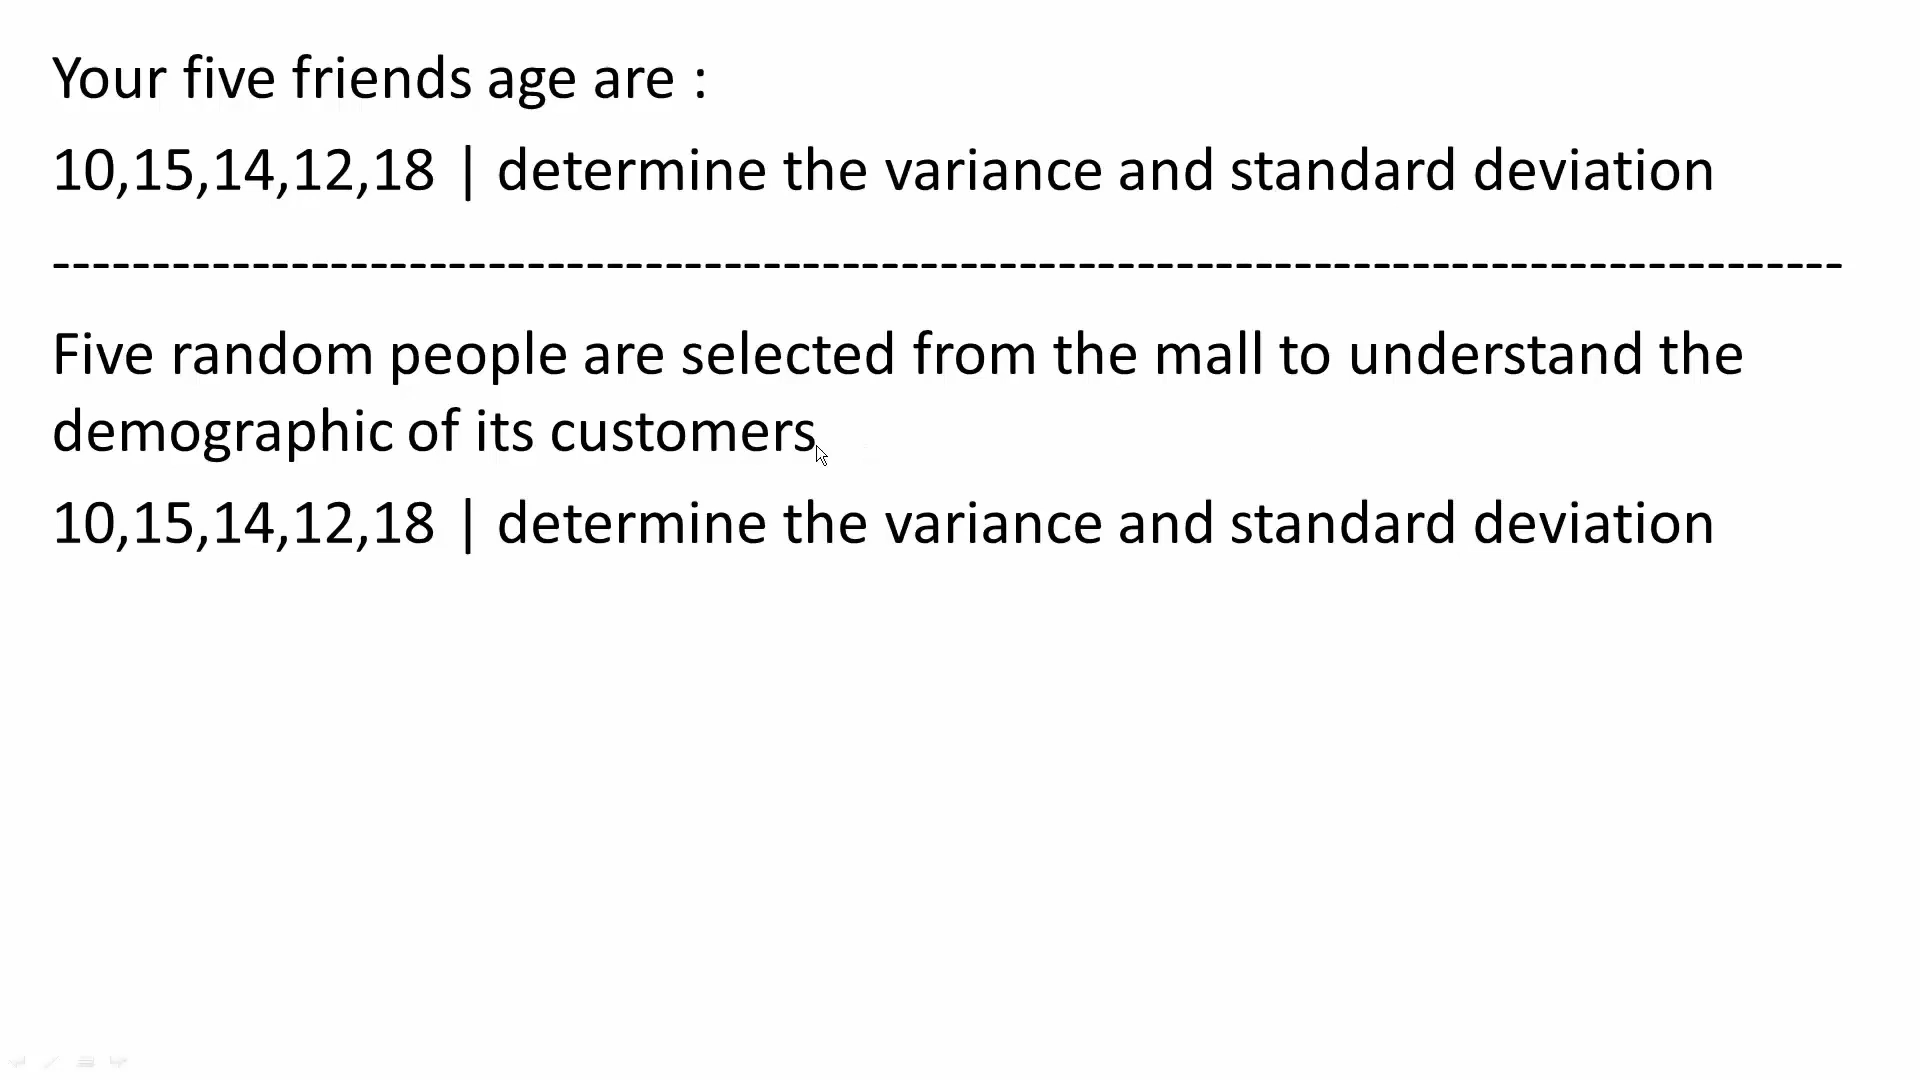 Your five friends age are :
10,15,14,12,18 | determine the variance and standard deviation
-------------------------------------------------------------------------------------------
Five random people are selected from the mall to understand the
demographic of its customers
10,15,14,12,18 | determine the variance and standard deviation